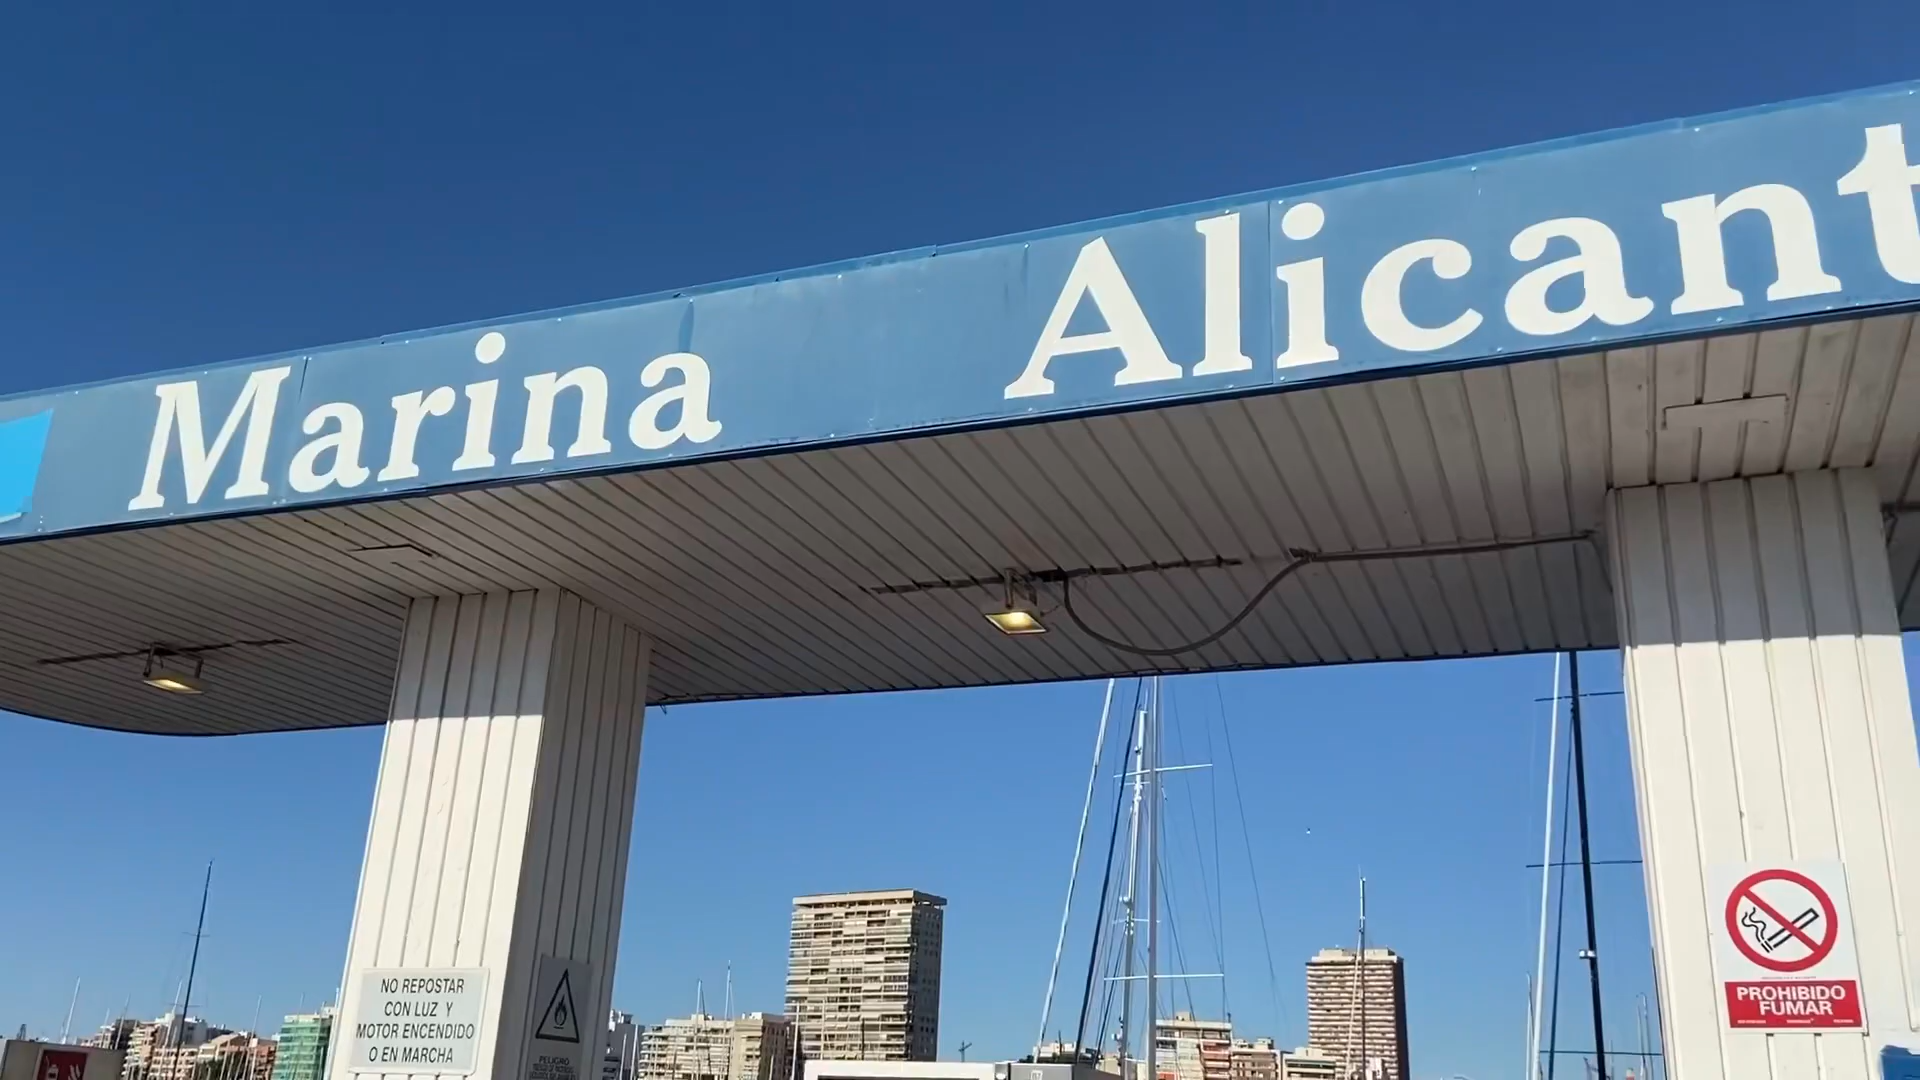 Marina Alicant
NO REPOSTAR
CON LUZ Y
MOTOR ENCENDIDO
O EN MARCHA
PELIGRO
PROHIBIDO
FUMAR